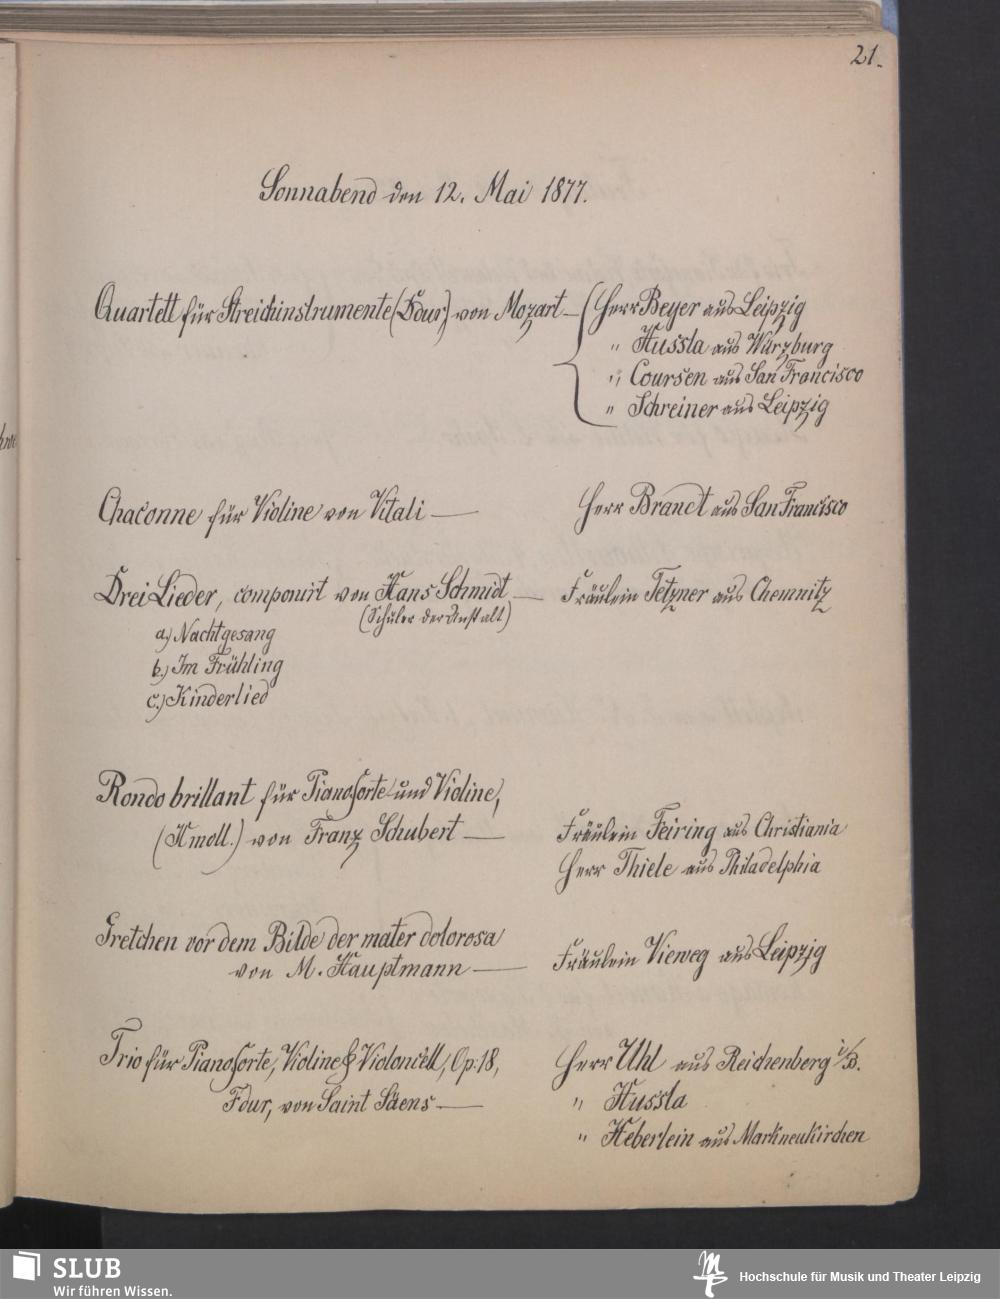 21.
Sonnabend den 12. Mai 1877.
Quartett für Streichinstrumente (Ddur) von Mozart — Herr Beyer aus Leipzig
" Hussla aus Würzburg
" Coursen aus San Francisco
" Schreiner aus Leipzig
Chaconne für Violine von Vitali — Herr Brandt aus San Francisco
Drei Lieder, componirt von Hans Schmidt — Fräulein Tetzner aus Chemnitz
(Schüler der Anstalt)
a) Nachtgesang
b.) Im Frühling
c.) Kinderlied
Rondo brillant für Pianoforte und Violine,
(Hmoll.) von Franz Schubert — Fräulein Feiring aus Christiania
Herr Thiele aus Philadelphia
Gretchen vor dem Bilde der mater dolorosa
von M. Hauptmann — Fräulein Vieweg aus Leipzig
Trio für Pianoforte, Violine & Violoncell, Op: 18, Herr Uhl aus Reichenberg i/B.
Fdur, von Saint Säens — " Hussla
" Heberlein aus Markneukirchen
SLUB
Wir führen Wissen.
Hochschule für Musik und Theater Leipzig